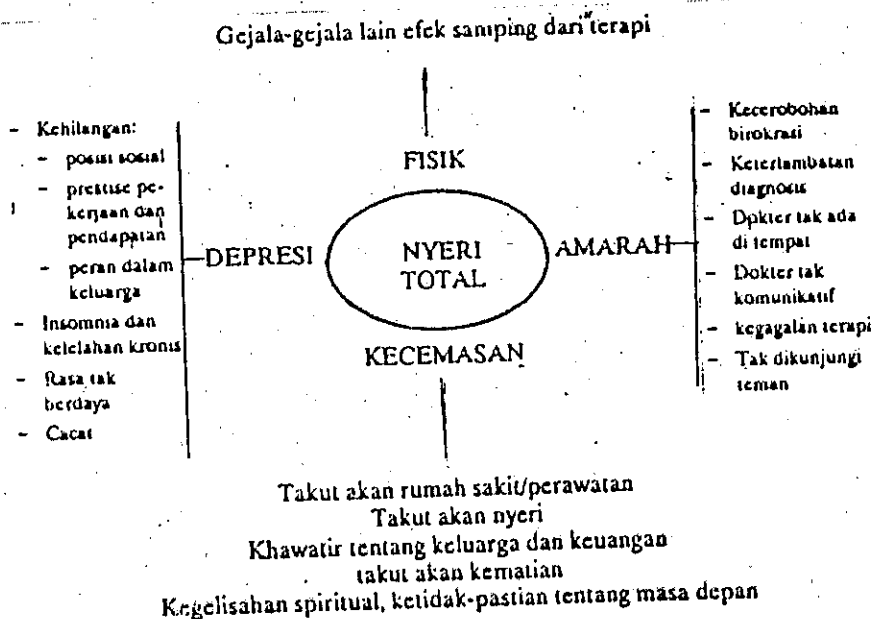 Gejala-gejala lain efek samping dari terapi
FISIK
- Kehilangan:
- posisi sosial
- prestise pe-
kerjaan dan
pendapatan
- peran dalam
keluarga
- Insomnia dan
kelelahan kronis
- Rasa tak
berdaya
- Cacat
DEPRESI
NYERI
TOTAL
AMARAH
- Kecerobohan
birokrasi
- Keterlambatan
diagnosis
- Dokter tak ada
di tempat
- Dokter tak
komunikatif
- kegagalan terapi
- Tak dikunjungi
teman
KECEMASAN
Takut akan rumah sakit/perawatan
Takut akan nyeri
Khawatir tentang keluarga dan keuangan
takut akan kematian
Kegelisahan spiritual, ketidak-pastian tentang masa depan